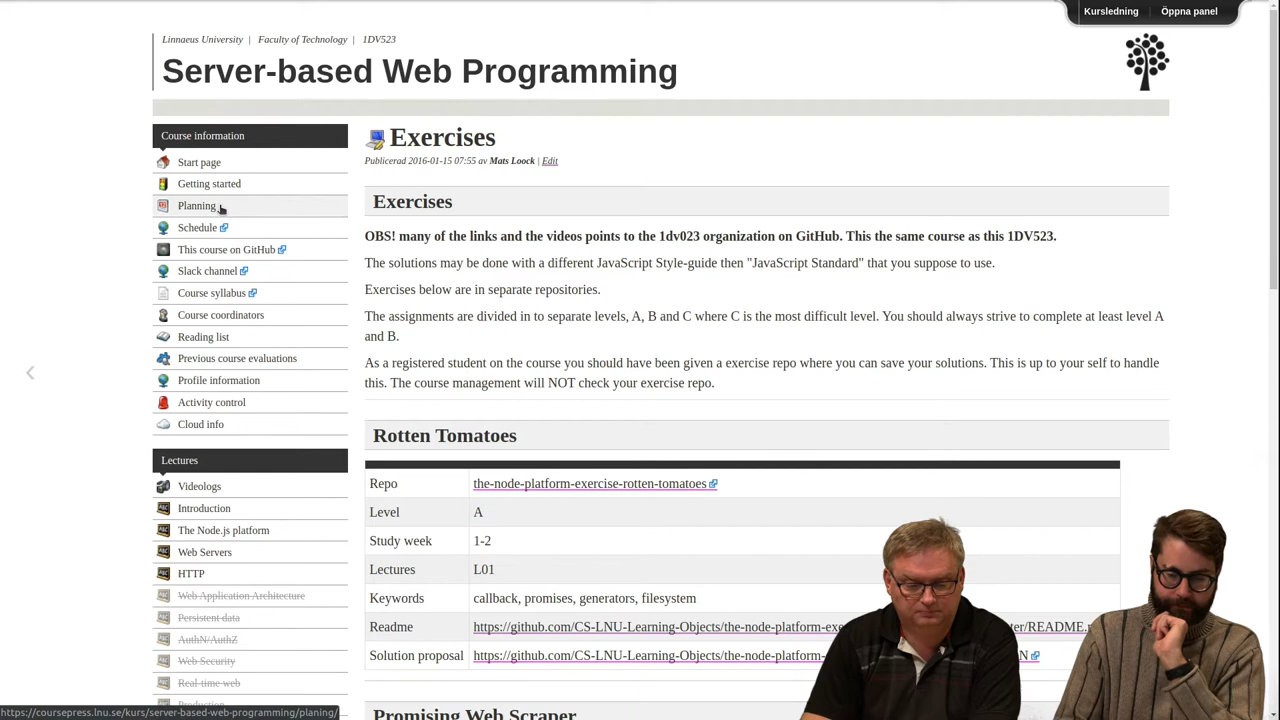 Kursledning | Öppna panel
Linnaeus University | Faculty of Technology | 1DV523
Server-based Web Programming
Course information
Start page
Getting started
Planning
Schedule
This course on GitHub
Slack channel
Course syllabus
Course coordinators
Reading list
Previous course evaluations
Profile information
Activity control
Cloud info
Lectures
Videologs
Introduction
The Node.js platform
Web Servers
HTTP
Web Application Architecture
Persistent data
AuthN/AuthZ
Web Security
Real-time web
Production
https://coursepress.lnu.se/kurs/server-based-web-programming/planing/
Exercises
Publicerad 2016-01-15 07:55 av Mats Loock | Edit
Exercises
OBS! many of the links and the videos points to the 1dv023 organization on GitHub. This the same course as this 1DV523.
The solutions may be done with a different JavaScript Style-guide then "JavaScript Standard" that you suppose to use.
Exercises below are in separate repositories.
The assignments are divided in to separate levels, A, B and C where C is the most difficult level. You should always strive to complete at least level A
and B.
As a registered student on the course you should have been given a exercise repo where you can save your solutions. This is up to your self to handle
this. The course management will NOT check your exercise repo.
Rotten Tomatoes
Repo the-node-platform-exercise-rotten-tomatoes
Level A
Study week 1-2
Lectures L01
Keywords callback, promises, generators, filesystem
Readme https://github.com/CS-LNU-Learning-Objects/the-node-platform-exe ter/README.
Solution proposal https://github.com/CS-LNU-Learning-Objects/the-node-platform- N
Promising Web Scraper